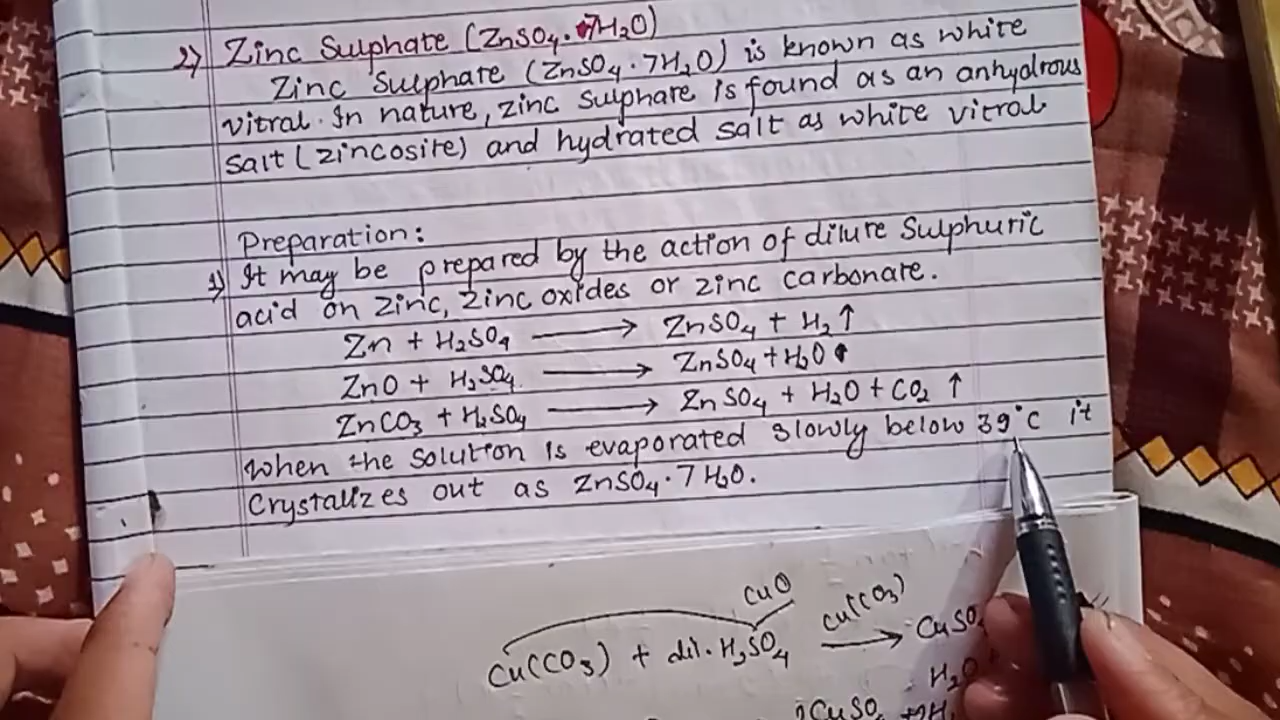 2) Zinc Sulphate (ZnSO₄·7H₂O)
Zinc Sulphate (ZnSO₄·7H₂O) is known as white
vitral. In nature, zinc sulphate is found as an anhydrous
salt (zincosite) and hydrated salt as white vitral
Preparation:
1) It may be prepared by the action of dilute Sulphuric
acid on zinc, zinc oxides or zinc carbonate.
Zn + H₂SO₄ ⟶ ZnSO₄ + H₂↑
ZnO + H₂SO₄ ⟶ ZnSO₄ + H₂O
ZnCO₃ + H₂SO₄ ⟶ ZnSO₄ + H₂O + CO₂ ↑
When the solution is evaporated slowly below 39°C it
Crystallizes out as ZnSO₄·7H₂O.
CuO
Cu(CO₃) + dil. H₂SO₄ ⟶ CuSO₄
Cu(CO₃)
H₂O
CuSO₄